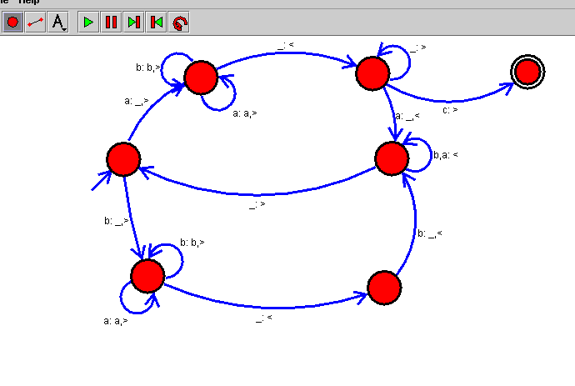 Help
A
_: <
_: >
b: b,>
a: a,>
c: >
a: _,>
a: _,<
b,a: <
_: >
b: _,>
b: _,<
b: b,>
a: a,>
_: <